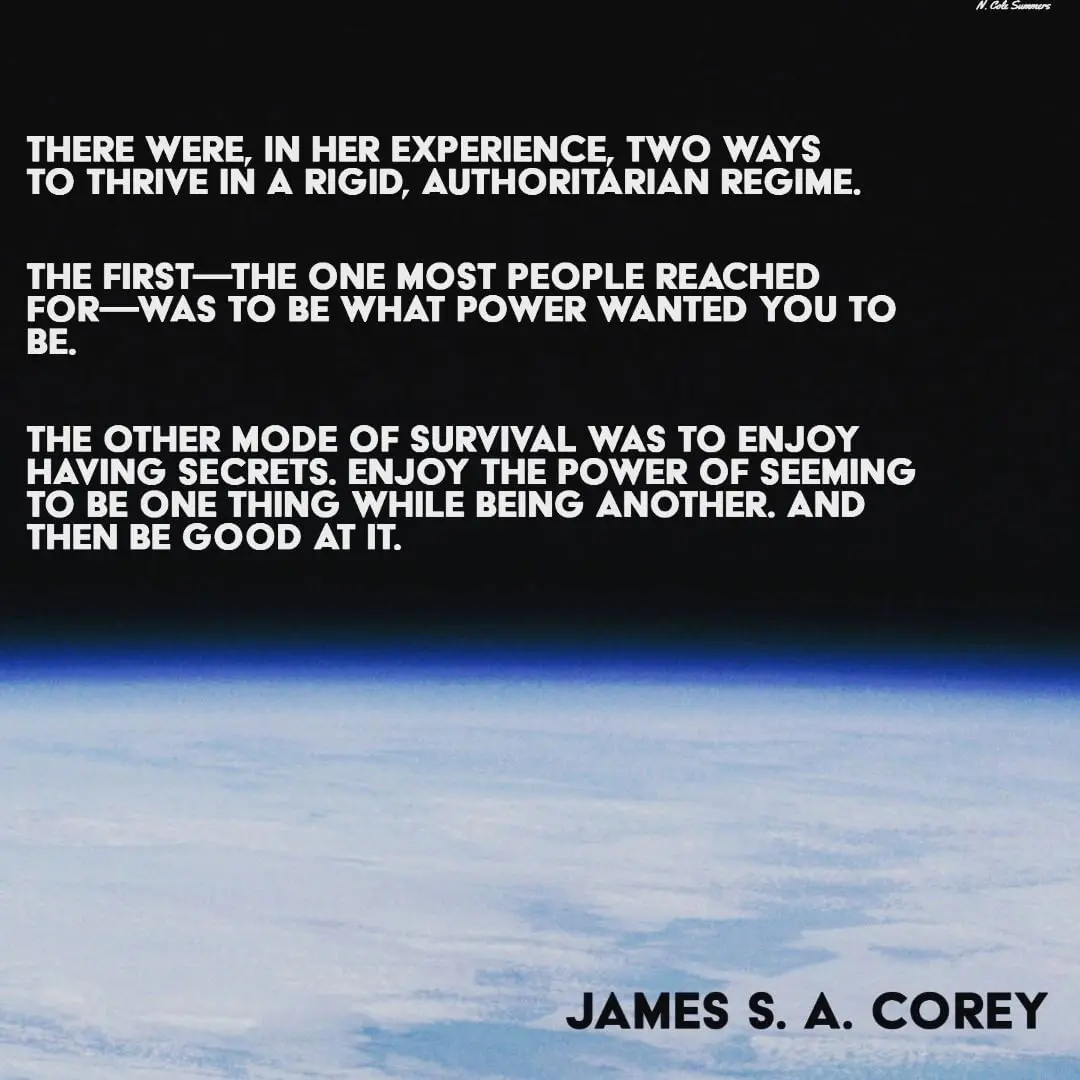 N. Cole Summers
THERE WERE, IN HER EXPERIENCE, TWO WAYS
TO THRIVE IN A RIGID, AUTHORITARIAN REGIME.
THE FIRST—THE ONE MOST PEOPLE REACHED
FOR—WAS TO BE WHAT POWER WANTED YOU TO
BE.
THE OTHER MODE OF SURVIVAL WAS TO ENJOY
HAVING SECRETS. ENJOY THE POWER OF SEEMING
TO BE ONE THING WHILE BEING ANOTHER. AND
THEN BE GOOD AT IT.
JAMES S. A. COREY